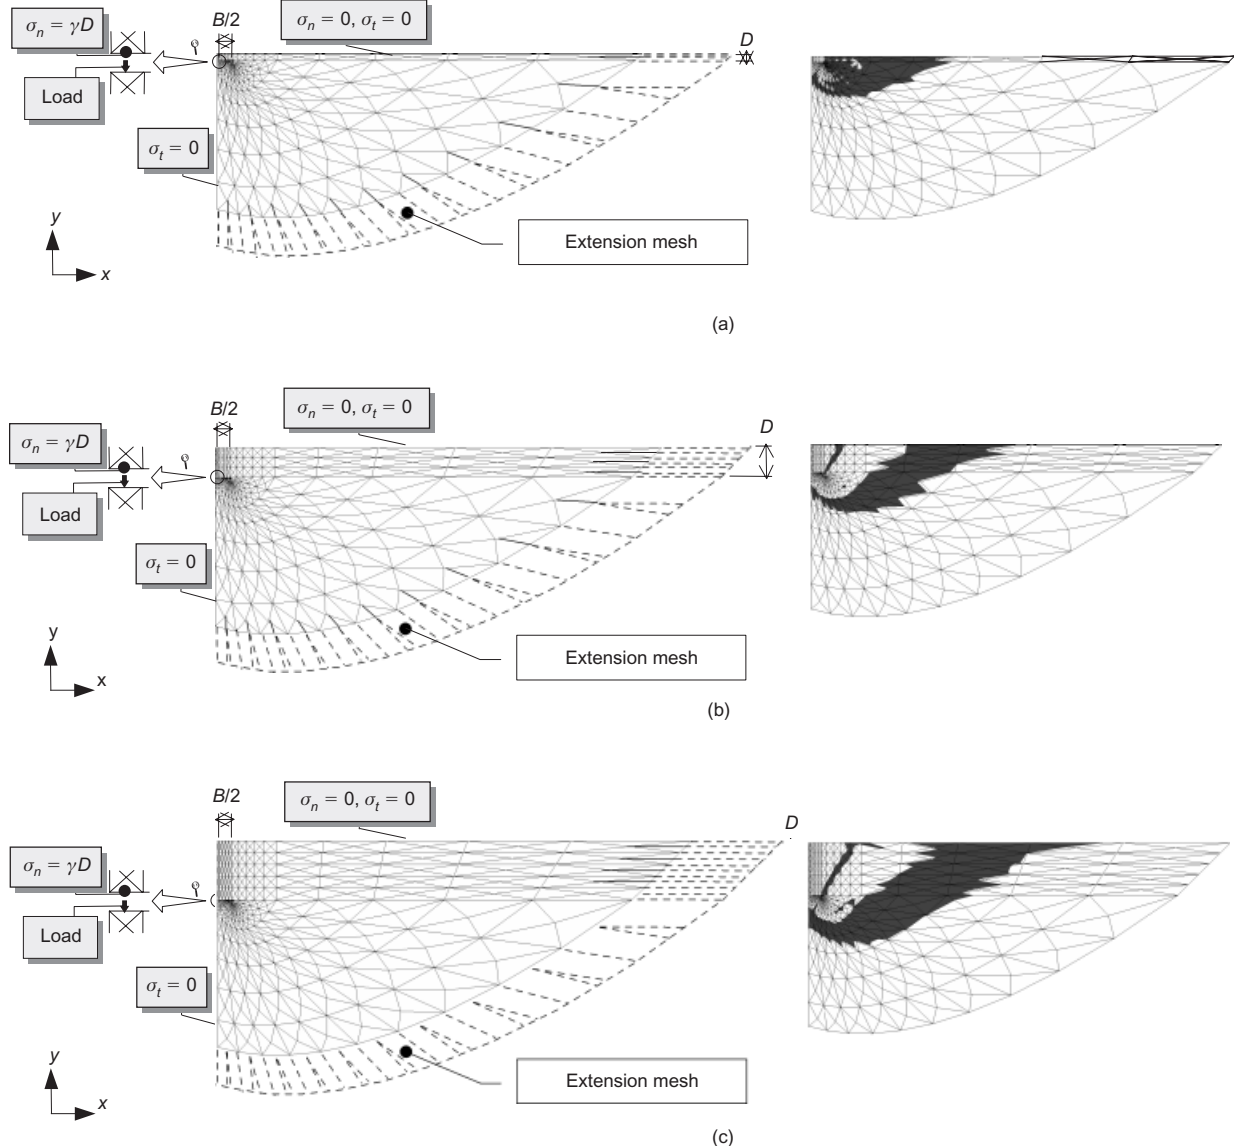 σn = γD
B/2
σn = 0, σt = 0
D
Load
σt = 0
y
x
Extension mesh
(a)
B/2
σn = 0, σt = 0
D
σn = γD
Load
σt = 0
y
x
Extension mesh
(b)
B/2
σn = 0, σt = 0
D
σn = γD
Load
σt = 0
y
x
Extension mesh
(c)